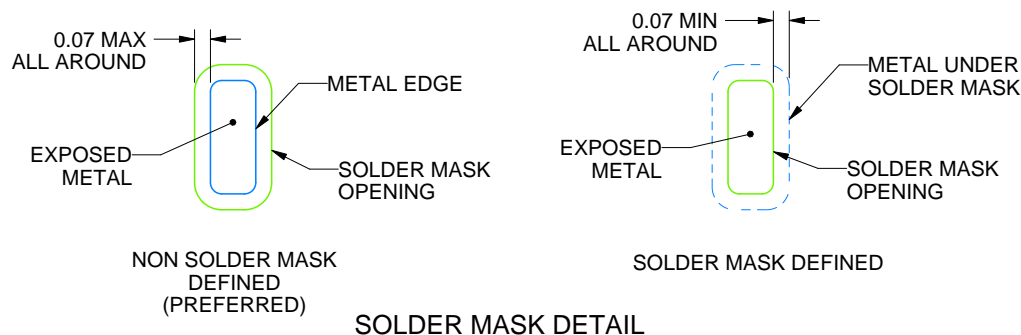 0.07 MAX
ALL AROUND
METAL EDGE
EXPOSED
METAL
SOLDER MASK
OPENING
NON SOLDER MASK
DEFINED
(PREFERRED)
0.07 MIN
ALL AROUND
METAL UNDER
SOLDER MASK
EXPOSED
METAL
SOLDER MASK
OPENING
SOLDER MASK DEFINED
SOLDER MASK DETAIL